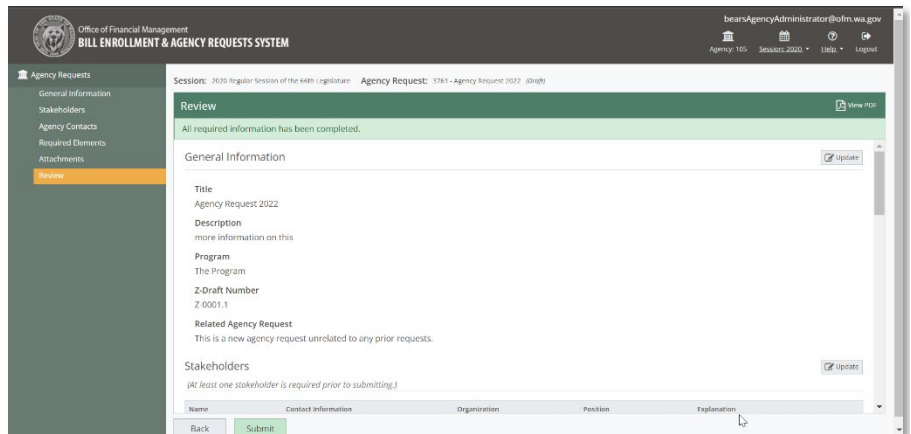 bearsAgencyAdministrator@ofm.wa.gov
Office of Financial Management
BILL ENROLLMENT & AGENCY REQUESTS SYSTEM
Agency: 105 Session: 2020 Help Logout
Agency Requests
General Information
Stakeholders
Agency Contacts
Required Elements
Attachments
Review
Session: 2020 Regular Session of the 66th Legislature Agency Request: 3761 - Agency Request 2022 (Draft)
Review View PDF
All required information has been completed.
General Information Update
Title
Agency Request 2022
Description
more information on this
Program
The Program
Z-Draft Number
Z-0001.1
Related Agency Request
This is a new agency request unrelated to any prior requests.
Stakeholders Update
(At least one stakeholder is required prior to submitting.)
Name Contact Information Organization Position Explanation
Back Submit